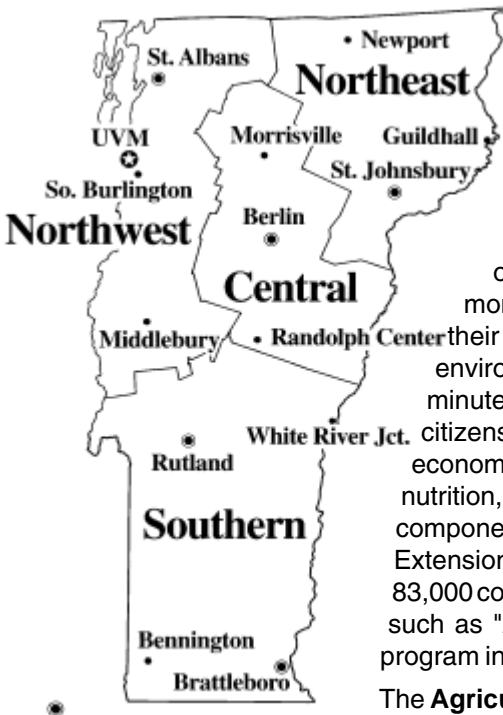 Newport
St. Albans
Northeast
UVM
Morrisville
Guildhall
St. Johnsbury
So. Burlington
Berlin
Northwest
Central
Middlebury
Randolph Center
their
enviro
minute
White River Jct.
citizens
Rutland
econom
nutrition,
Southern
compone
Extension
83,000 co
such as "
Bennington
program in
Brattleboro
The Agricu